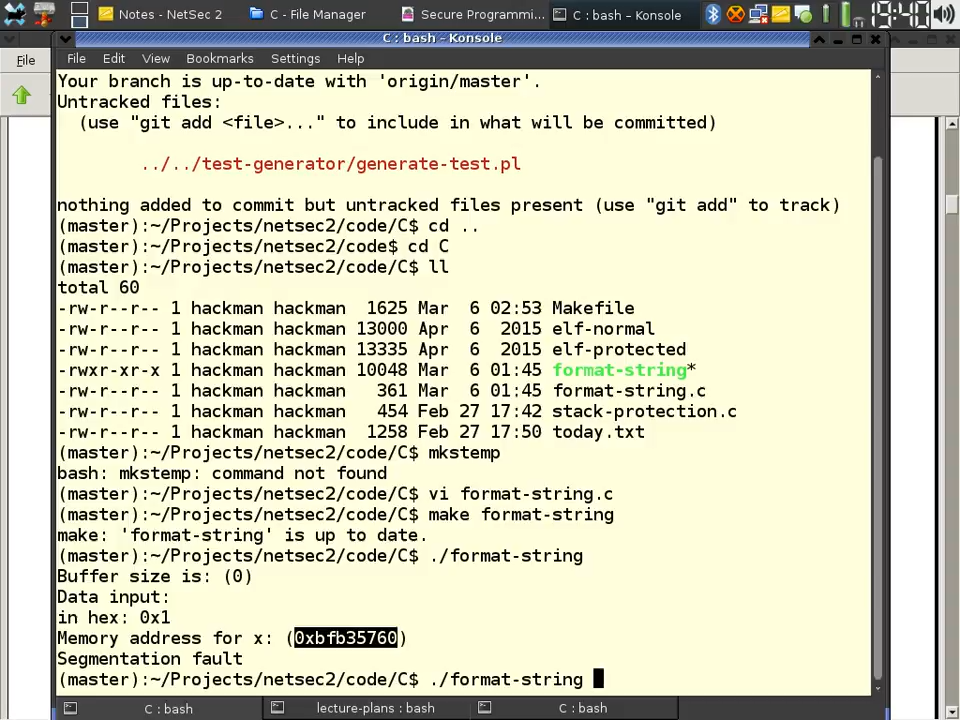 Notes - NetSec 2
C - File Manager
Secure Programmi...
C : bash - Konsole
19:40
C : bash - Konsole
File
File Edit View Bookmarks Settings Help
Your branch is up-to-date with 'origin/master'.
Untracked files:
(use "git add <file>..." to include in what will be committed)
../../test-generator/generate-test.pl
nothing added to commit but untracked files present (use "git add" to track)
(master):~/Projects/netsec2/code/C$ cd ..
(master):~/Projects/netsec2/code$ cd C
(master):~/Projects/netsec2/code/C$ ll
total 60
-rw-r--r-- 1 hackman hackman  1625 Mar  6 02:53 Makefile
-rw-r--r-- 1 hackman hackman 13000 Apr  6  2015 elf-normal
-rw-r--r-- 1 hackman hackman 13335 Apr  6  2015 elf-protected
-rwxr-xr-x 1 hackman hackman 10048 Mar  6 01:45 format-string*
-rw-r--r-- 1 hackman hackman   361 Mar  6 01:45 format-string.c
-rw-r--r-- 1 hackman hackman   454 Feb 27 17:42 stack-protection.c
-rw-r--r-- 1 hackman hackman  1258 Feb 27 17:50 today.txt
(master):~/Projects/netsec2/code/C$ mkstemp
bash: mkstemp: command not found
(master):~/Projects/netsec2/code/C$ vi format-string.c
(master):~/Projects/netsec2/code/C$ make format-string
make: 'format-string' is up to date.
(master):~/Projects/netsec2/code/C$ ./format-string
Buffer size is: (0)
Data input:
in hex: 0x1
Memory address for x: (0xbfb35760)
Segmentation fault
(master):~/Projects/netsec2/code/C$ ./format-string
C : bash
lecture-plans : bash
C : bash